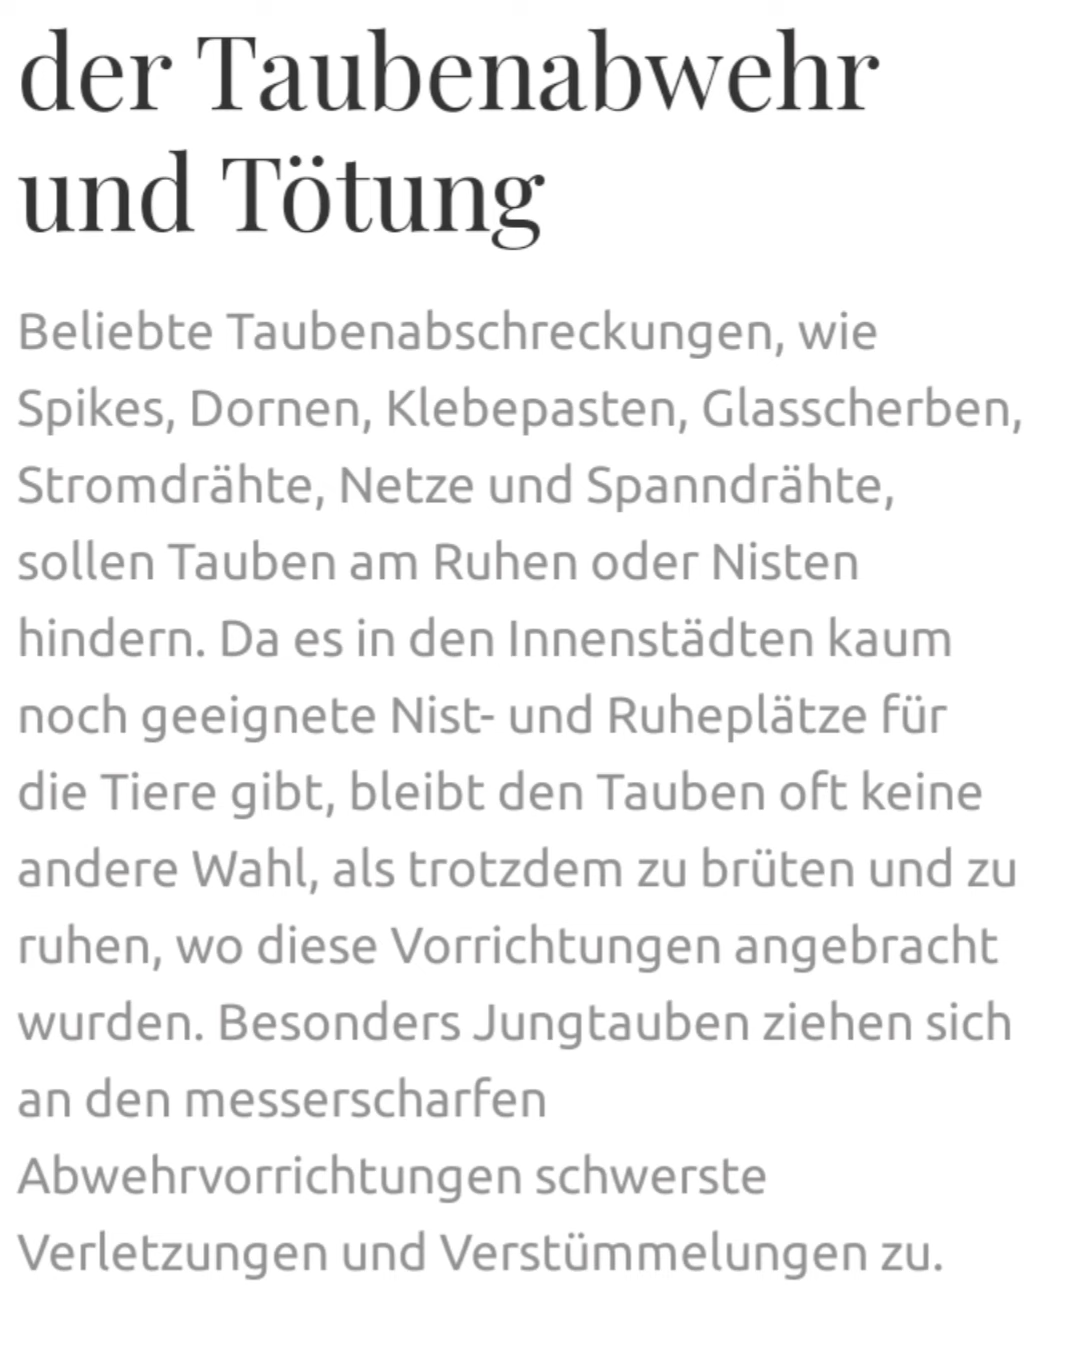 der Taubenabwehr
und Tötung
Beliebte Taubenabschreckungen, wie
Spikes, Dornen, Klebepasten, Glasscherben,
Stromdrähte, Netze und Spanndrähte,
sollen Tauben am Ruhen oder Nisten
hindern. Da es in den Innenstädten kaum
noch geeignete Nist- und Ruheplätze für
die Tiere gibt, bleibt den Tauben oft keine
andere Wahl, als trotzdem zu brüten und zu
ruhen, wo diese Vorrichtungen angebracht
wurden. Besonders Jungtauben ziehen sich
an den messerscharfen
Abwehrvorrichtungen schwerste
Verletzungen und Verstümmelungen zu.